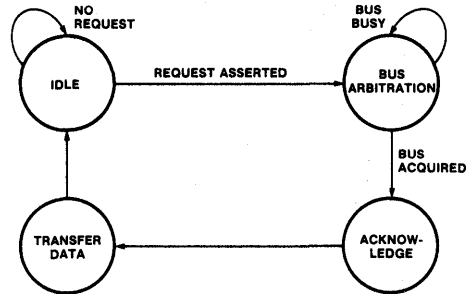 NO
REQUEST
BUS
BUSY
IDLE
REQUEST ASSERTED
BUS
ARBITRATION
BUS
ACQUIRED
TRANSFER
DATA
ACKNOW-
LEDGE